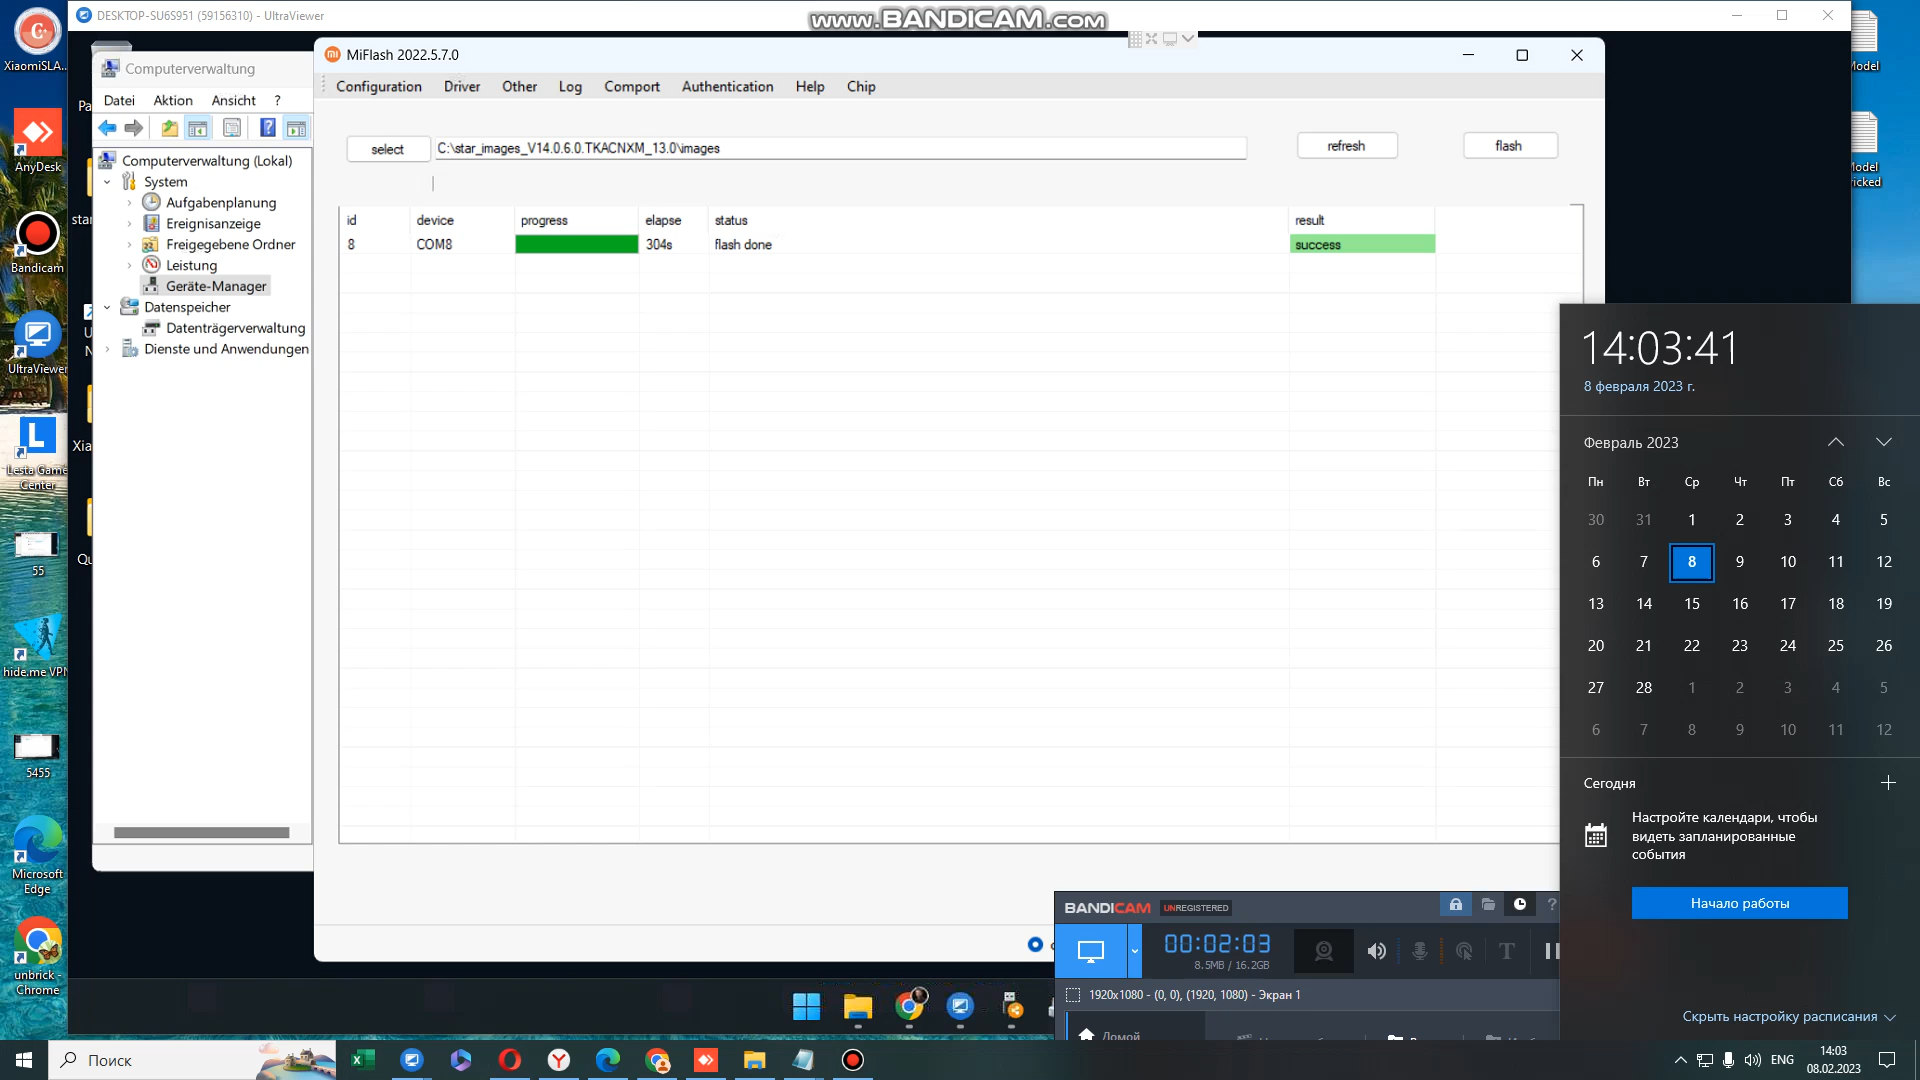 DESKTOP-SU6S951 (59156310) - UltraViewer
www.BANDICAM.com
XiaomiSLA...
AnyDesk
Bandicam
UltraViewer
Lesta Game
Center
55
hide.me VPN
5455
Microsoft
Edge
unbrick -
Chrome
Computerverwaltung
Datei Aktion Ansicht ?
Computerverwaltung (Lokal)
System
Aufgabenplanung
Ereignisanzeige
Freigegebene Ordner
Leistung
Geräte-Manager
Datenspeicher
Datenträgerverwaltung
Dienste und Anwendungen
MiFlash 2022.5.7.0
Configuration Driver Other Log Comport Authentication Help Chip
select C:\star_images_V14.0.6.0.TKACNXM_13.0\images refresh flash
id device progress elapse status result
8 COM8 304s flash done success
Model
Model
14:03:41
8 февраля 2023 г.
Февраль 2023
Пн Вт Ср Чт Пт Сб Вс
30 31 1 2 3 4 5
6 7 8 9 10 11 12
13 14 15 16 17 18 19
20 21 22 23 24 25 26
27 28 1 2 3 4 5
6 7 8 9 10 11 12
Сегодня
Настройте календари, чтобы
видеть запланированные
события
Начало работы
Скрыть настройку расписания
BANDICAM UNREGISTERED
00:02:03
8.5MB / 16.2GB
1920x1080 - (0, 0), (1920, 1080) - Экран 1
Домой
Поиск
ENG
14:03
08.02.2023